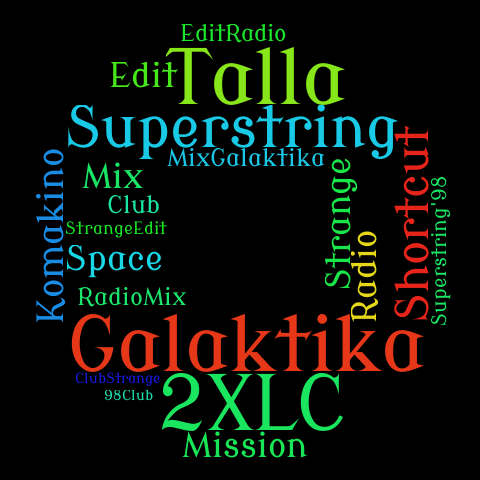 EditRadio
Edit
Talla
Superstring
MixGalaktika
Komakino
Mix
Club
StrangeEdit
Space
RadioMix
Strange
Radio
Shortcut
Superstring'98
Galaktika
ClubStrange
98Club
2XLC
Mission